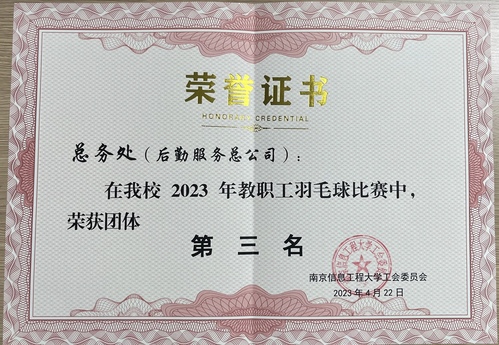 荣誉证书
HONORARY CREDENTIAL
总务处（后勤服务总公司）：
在我校 2023 年教职工羽毛球比赛中，
荣获团体
第三名
南京信息工程大学工会委员会
2023 年 4 月 22 日